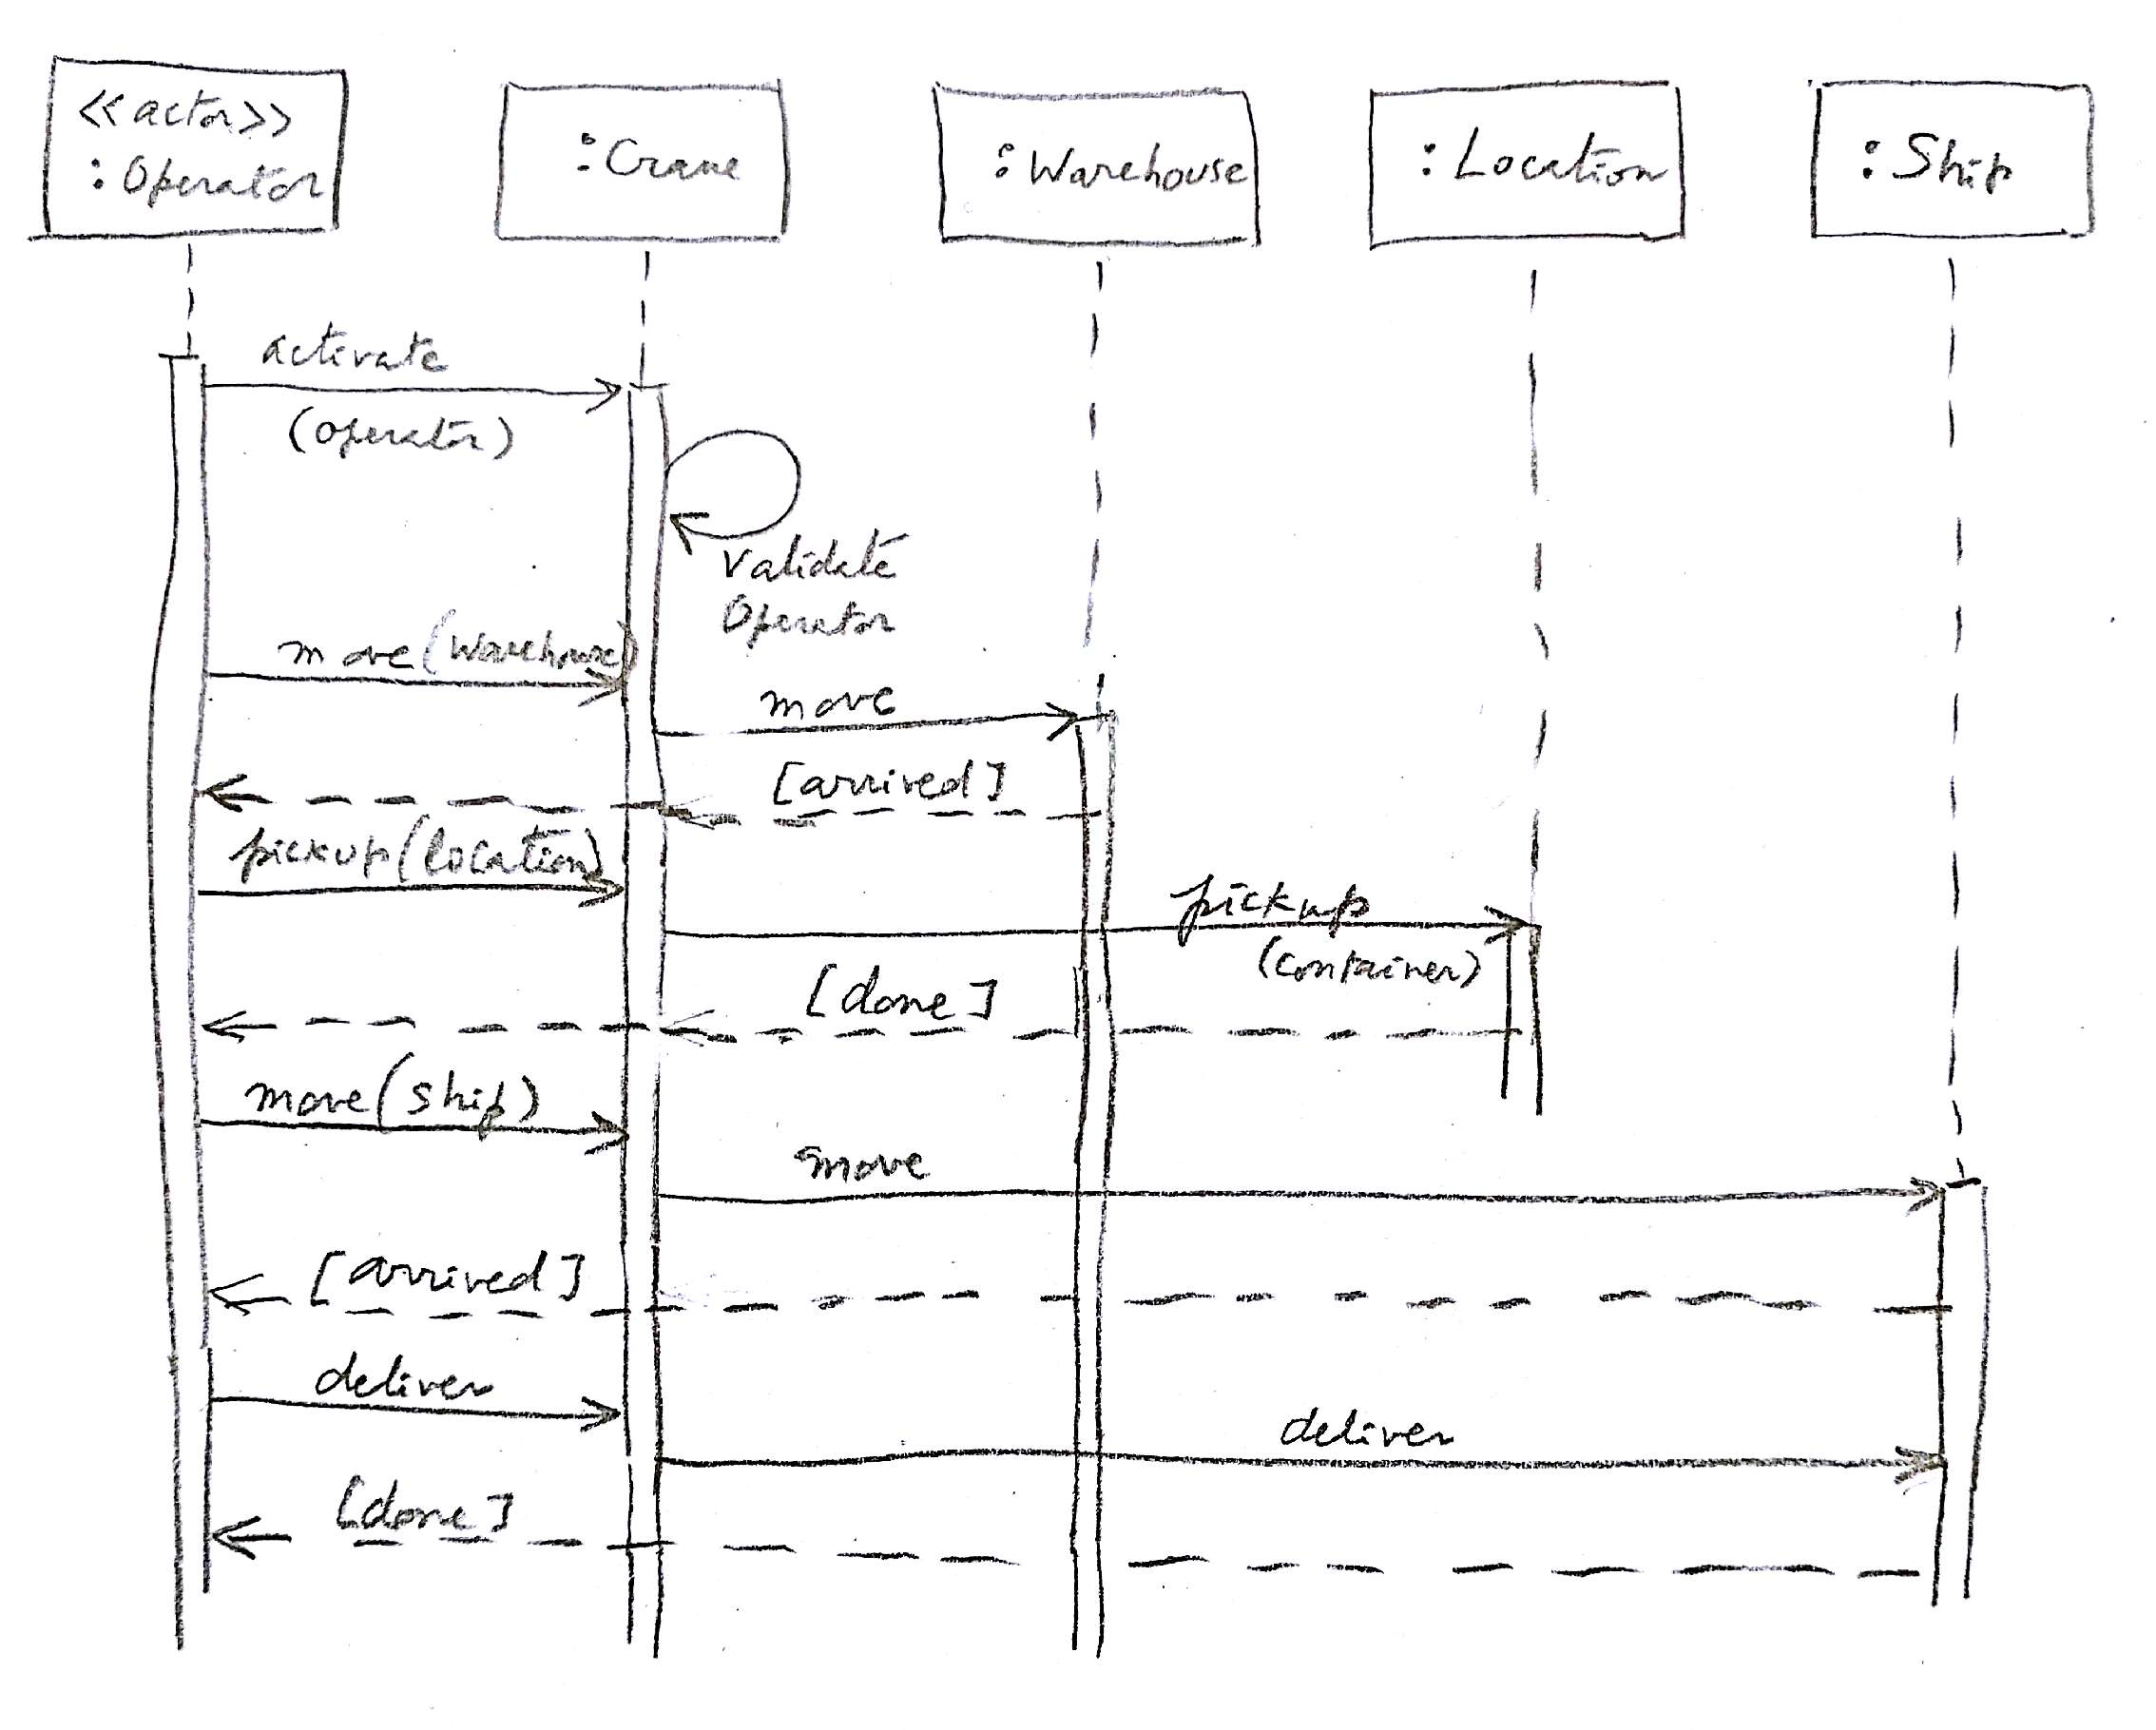 <<actor>>
:Operator
:Crane
:Warehouse
:Location
:Ship
activate
(operator)
Validate
Operator
move(warehouse)
move
[arrived]
pickup(location)
pickup
(container)
[done]
move(ship)
move
[arrived]
deliver
deliver
[done]